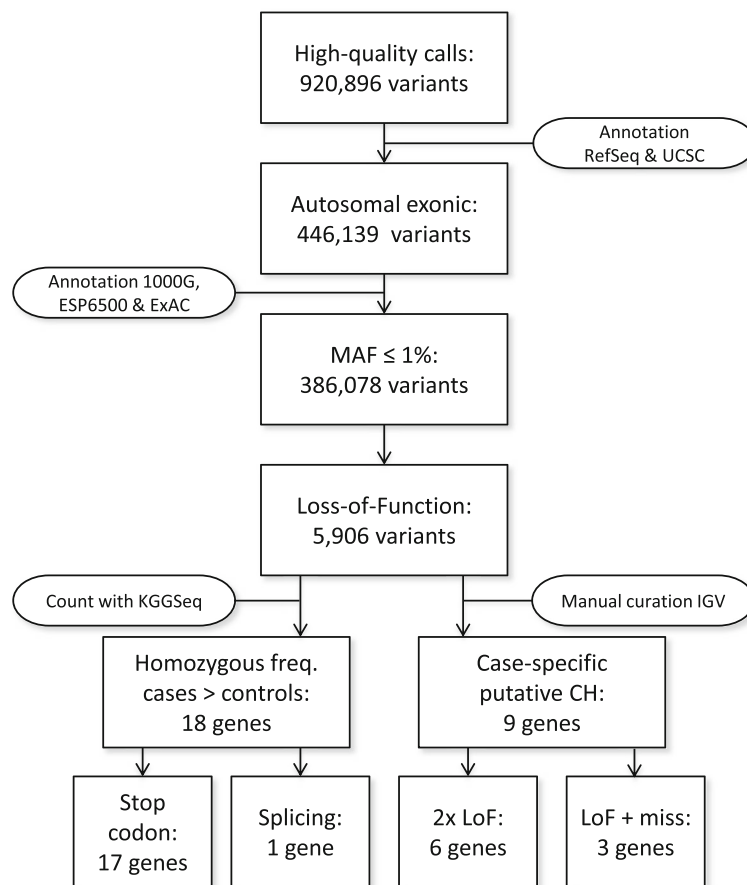 High-quality calls:
920,896 variants
Annotation
RefSeq & UCSC
Autosomal exonic:
446,139 variants
Annotation 1000G,
ESP6500 & ExAC
MAF ≤ 1%:
386,078 variants
Loss-of-Function:
5,906 variants
Count with KGGSeq
Manual curation IGV
Homozygous freq.
cases > controls:
18 genes
Case-specific
putative CH:
9 genes
Stop
codon:
17 genes
Splicing:
1 gene
2x LoF:
6 genes
LoF + miss:
3 genes